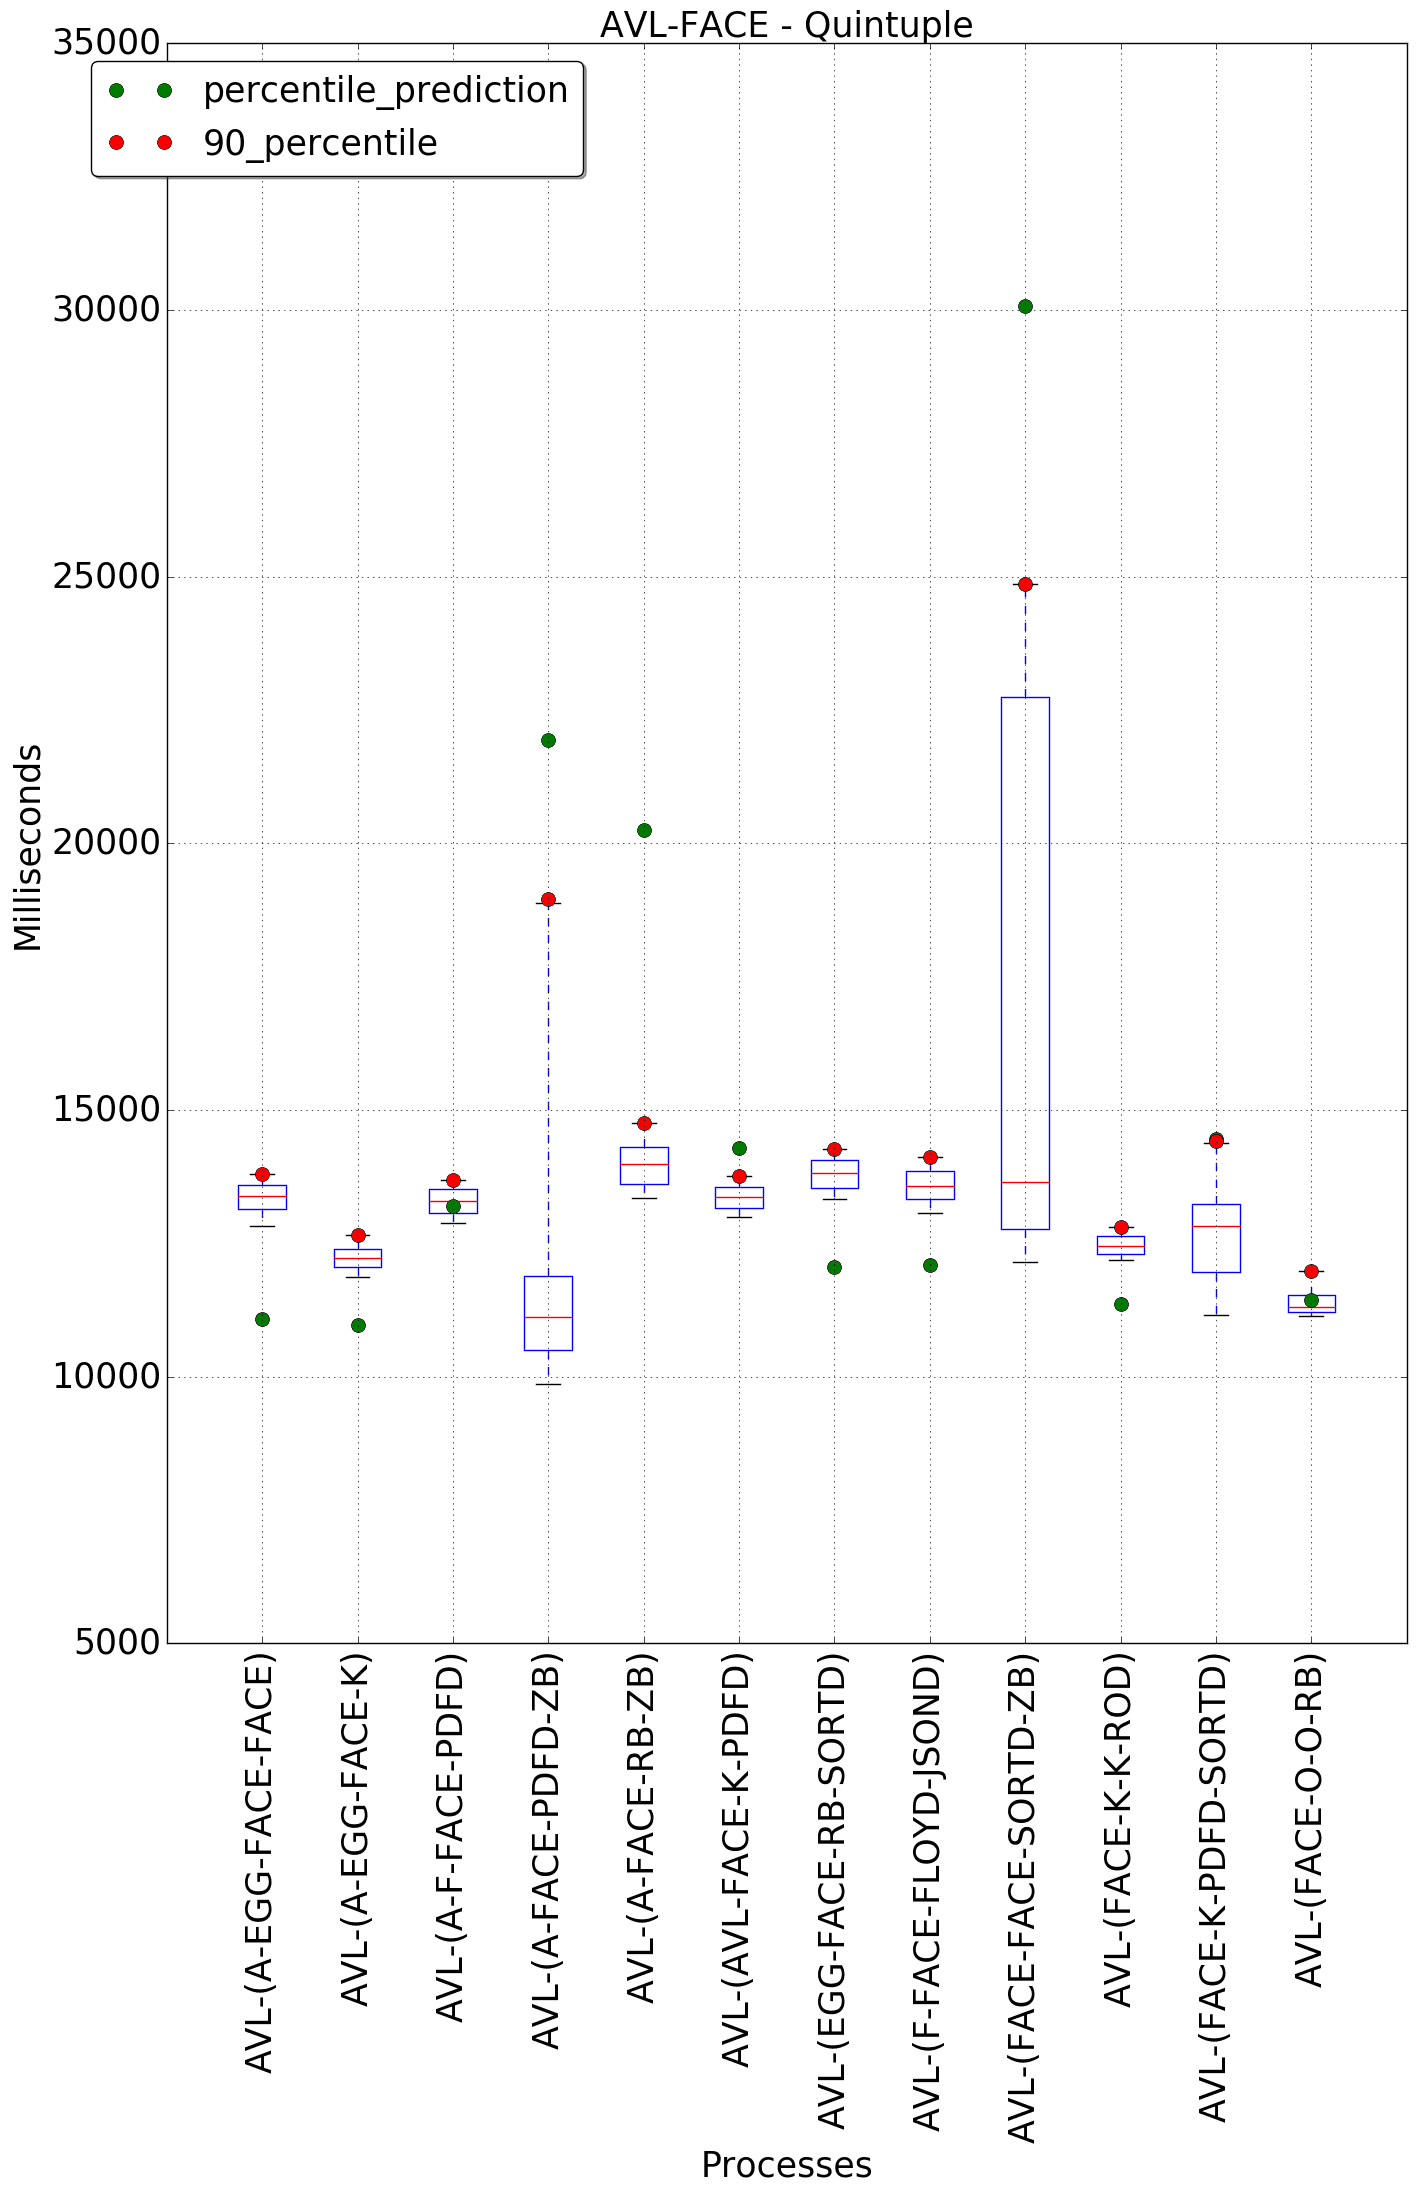 AVL-FACE - Quintuple
percentile_prediction
90_percentile
35000
30000
25000
20000
15000
10000
5000
Milliseconds
AVL-(A-EGG-FACE-FACE)
AVL-(A-EGG-FACE-K)
AVL-(A-F-FACE-PDFD)
AVL-(A-FACE-PDFD-ZB)
AVL-(A-FACE-RB-ZB)
AVL-(AVL-FACE-K-PDFD)
AVL-(EGG-FACE-RB-SORTD)
AVL-(F-FACE-FLOYD-JSOND)
AVL-(FACE-FACE-SORTD-ZB)
AVL-(FACE-K-K-ROD)
AVL-(FACE-K-PDFD-SORTD)
AVL-(FACE-O-O-RB)
Processes